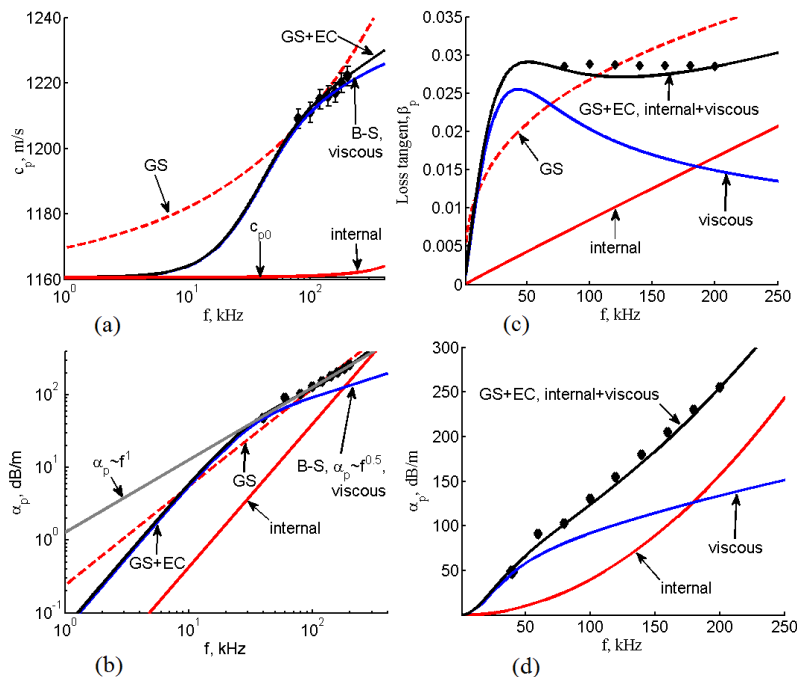 1240
1220
1200
1180
1160
c_p, m/s
GS+EC
B-S,
viscous
GS
c_p0
internal
10^0
10^1
10^2
f, kHz
(a)
0.035
0.03
0.025
0.02
0.015
0.01
0.005
0
Loss tangent, β_p
GS+EC, internal+viscous
GS
viscous
internal
50
100
150
200
250
f, kHz
(c)
10^2
10^1
10^0
10^-1
α_p, dB/m
α_p~f^1
GS
B-S, α_p~f^0.5,
viscous
internal
GS+EC
10^0
10^1
10^2
f, kHz
(b)
300
250
200
150
100
50
0
α_p, dB/m
GS+EC, internal+viscous
viscous
internal
50
100
150
200
250
f, kHz
(d)